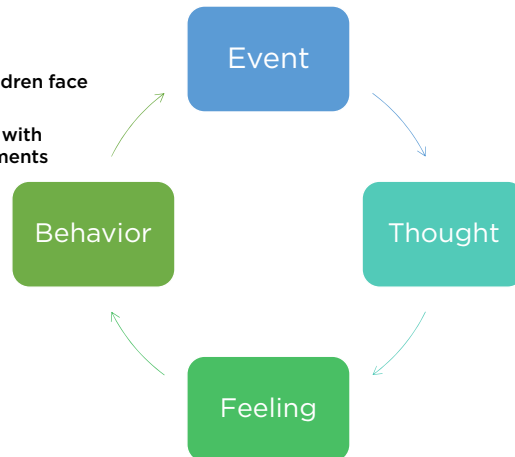 Event
dren face
with
ments
Behavior
Thought
Feeling